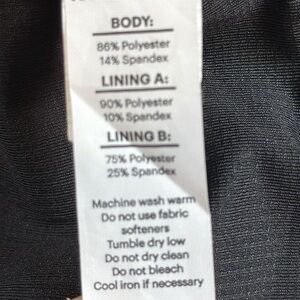 BODY:
86% Polyester
14% Spandex
LINING A:
90% Polyester
10% Spandex
LINING B:
75% Polyester
25% Spandex
Machine wash warm
Do not use fabric
softeners
Tumble dry low
Do not dry clean
Do not bleach
Cool iron if necessary